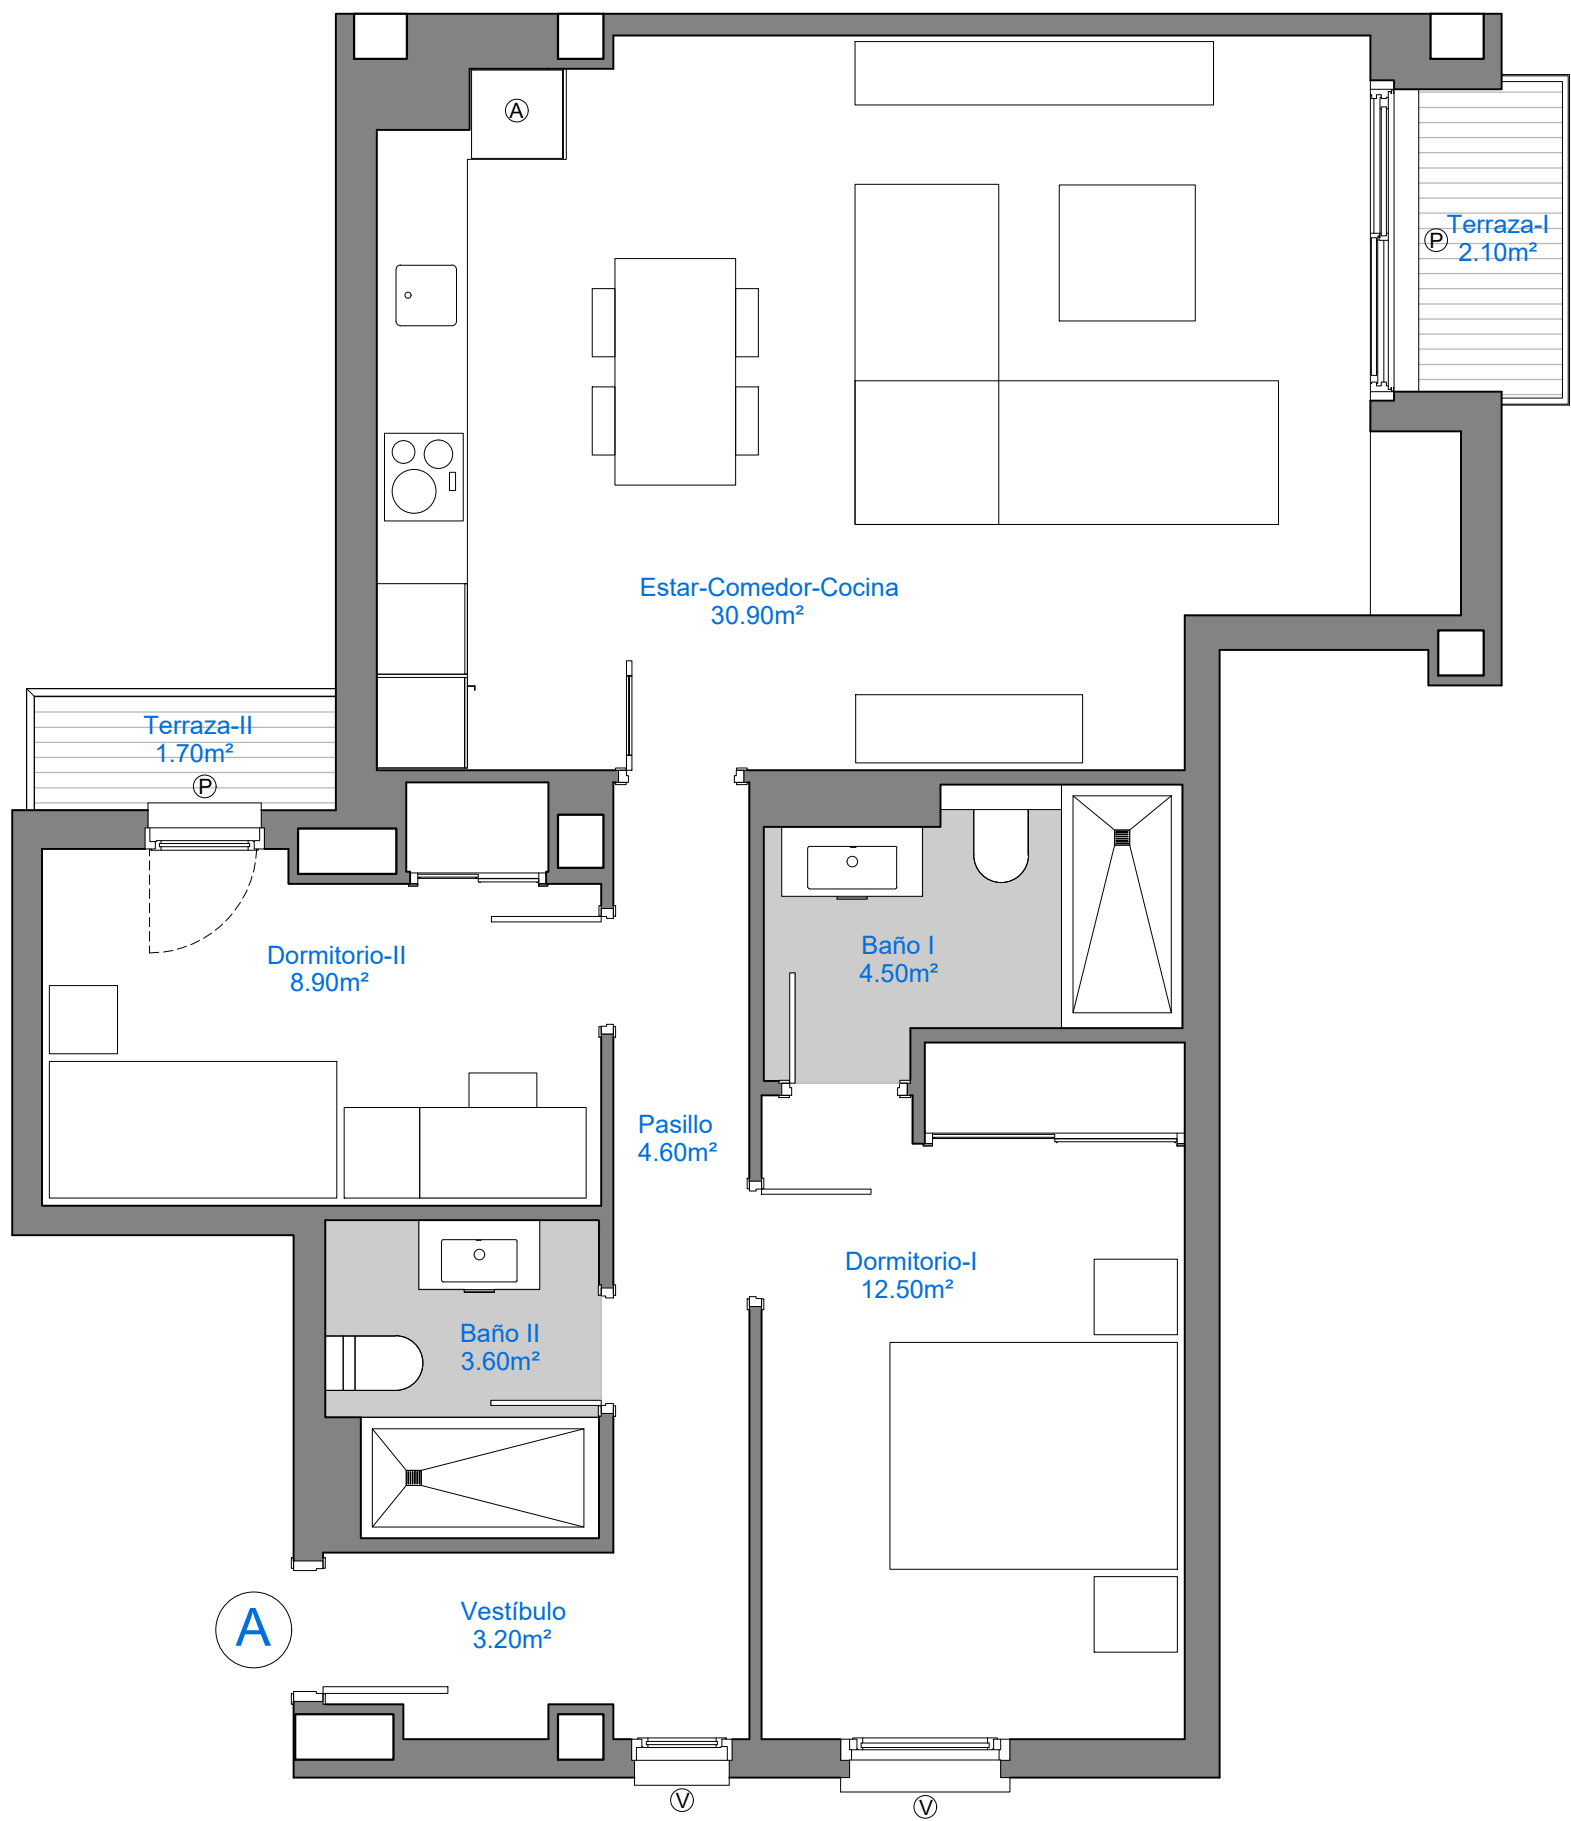 A
Terraza-I
P
2.10m²
Estar-Comedor-Cocina
30.90m²
Terraza-II
1.70m²
P
Dormitorio-II
8.90m²
Baño I
4.50m²
Pasillo
4.60m²
Dormitorio-I
12.50m²
Baño II
3.60m²
A
Vestíbulo
3.20m²
V
V